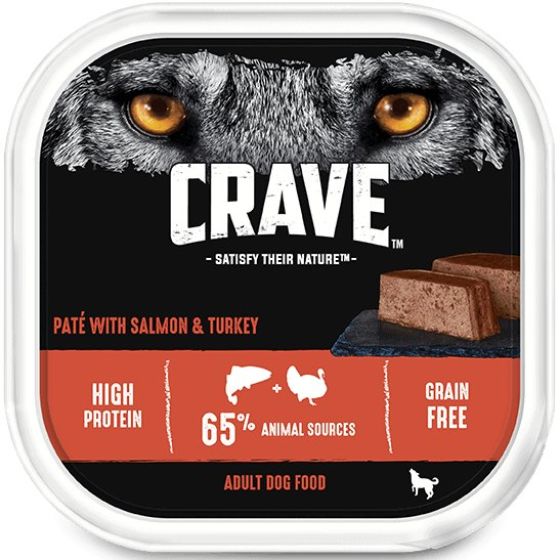 CRAVE™
- SATISFY THEIR NATURE™-
PATÉ WITH SALMON & TURKEY
HIGH
PROTEIN
+
65% ANIMAL SOURCES
GRAIN
FREE
ADULT DOG FOOD